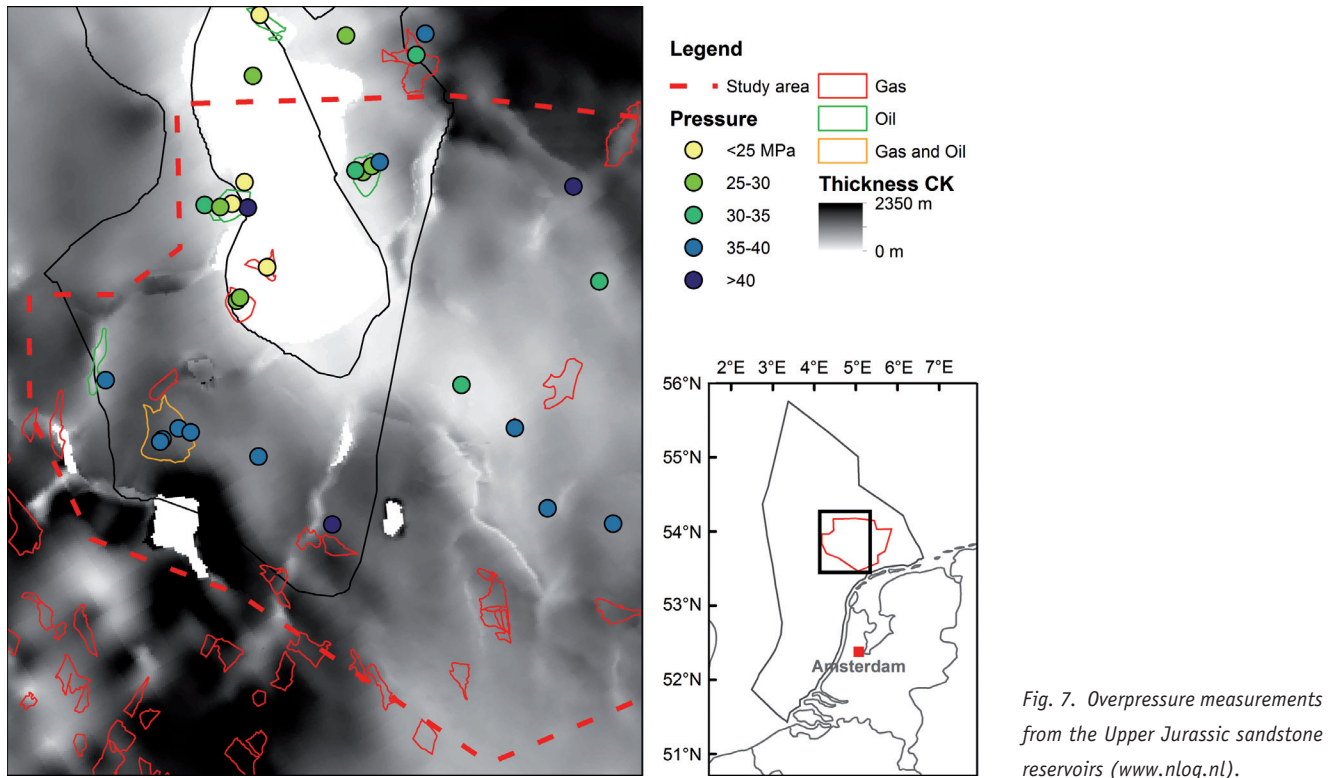 Legend
Study area
Gas
Pressure
Oil
<25 MPa
Gas and Oil
25-30
Thickness CK
30-35
2350 m
35-40
0 m
>40
2°E 3°E 4°E 5°E 6°E 7°E
56°N
55°N
54°N
53°N
Amsterdam
52°N
51°N
Fig. 7. Overpressure measurements
from the Upper Jurassic sandstone
reservoirs (www.nlog.nl).